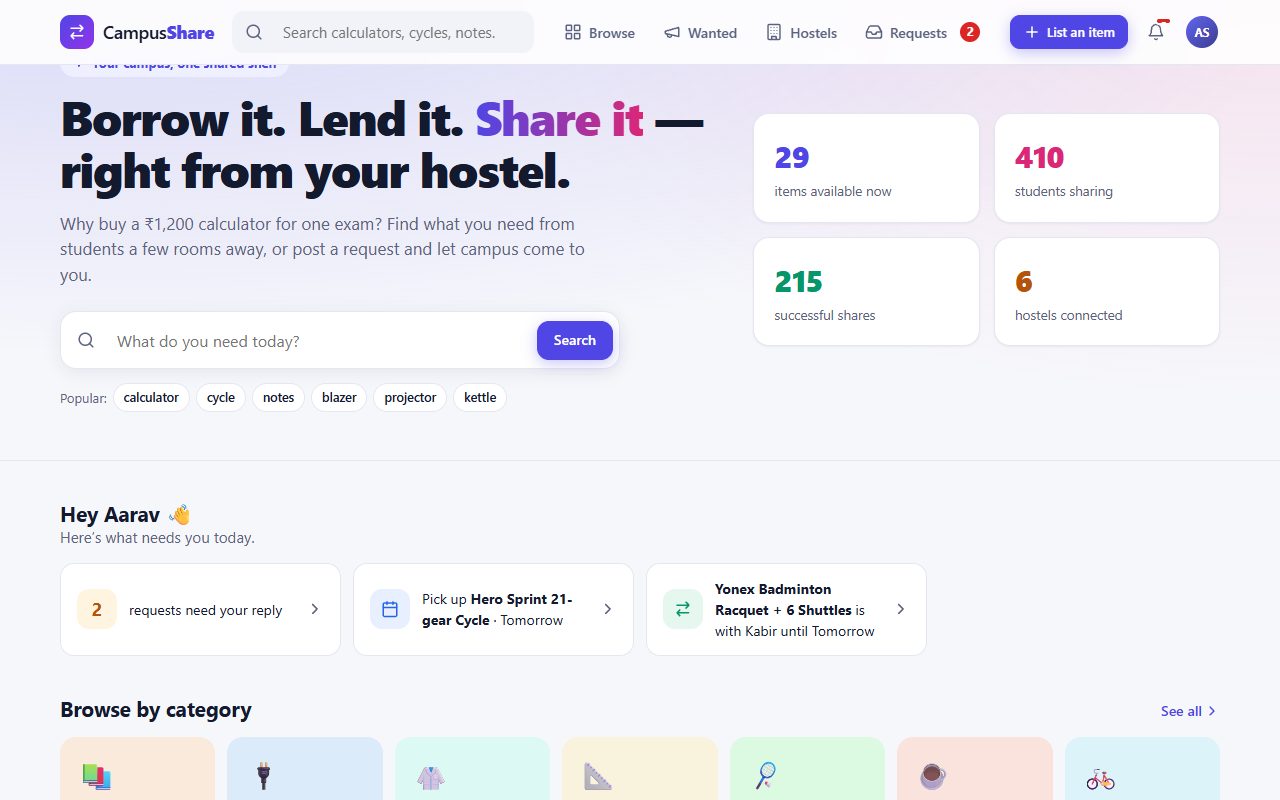 CampusShare
Search calculators, cycles, notes.
Browse
Wanted
Hostels
Requests
2
List an item
AS
Your campus, one shared shelf
Borrow it. Lend it. Share it —
right from your hostel.
Why buy a ₹1,200 calculator for one exam? Find what you need from
students a few rooms away, or post a request and let campus come to
you.
What do you need today?
Search
Popular:
calculator
cycle
notes
blazer
projector
kettle
29
items available now
410
students sharing
215
successful shares
6
hostels connected
Hey Aarav 👋
Here's what needs you today.
2
requests need your reply
Pick up Hero Sprint 21-
gear Cycle · Tomorrow
Yonex Badminton
Racquet + 6 Shuttles is
with Kabir until Tomorrow
Browse by category
See all